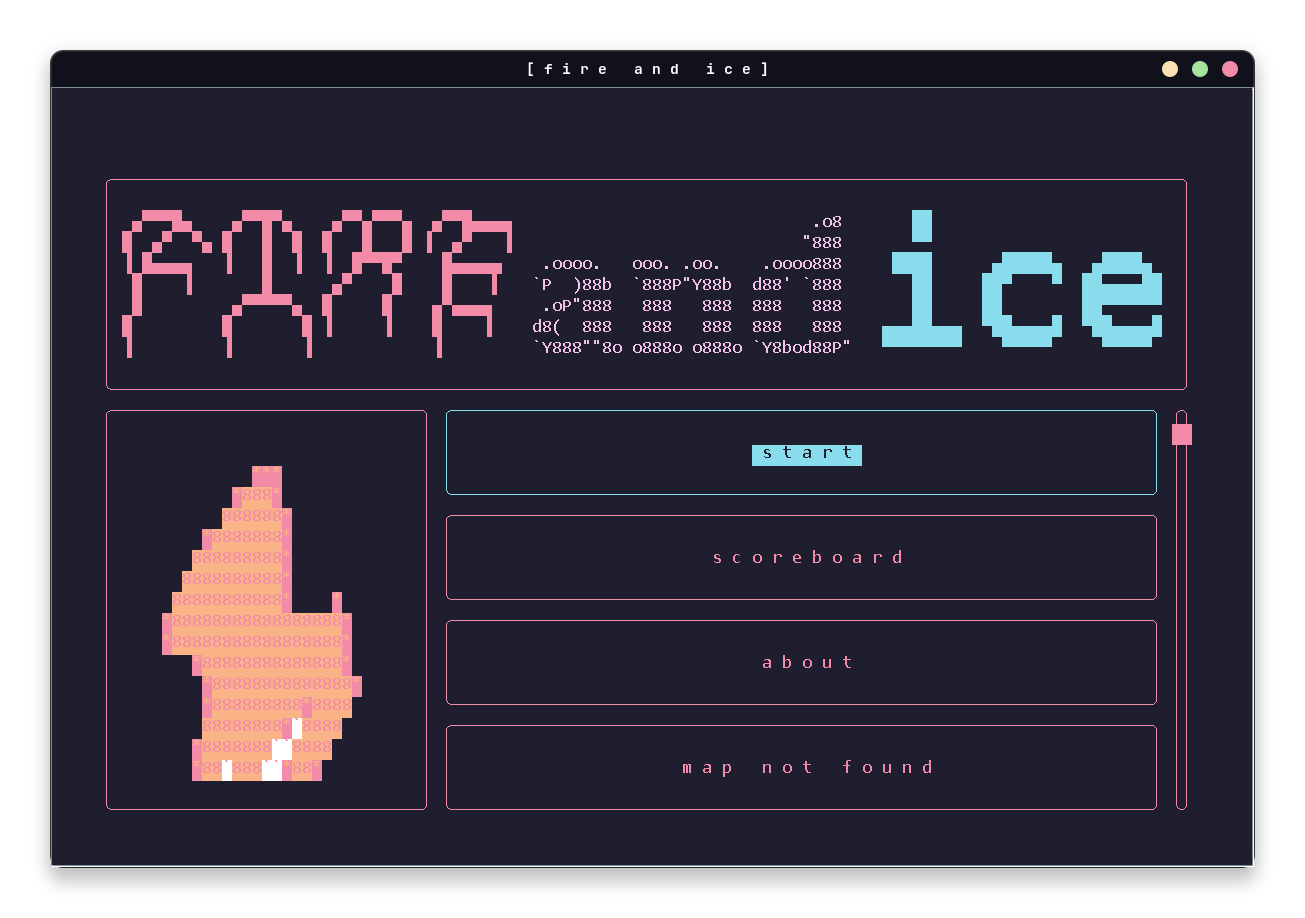 [fire and ice]
FIRE and ice
start
scoreboard
about
map not found